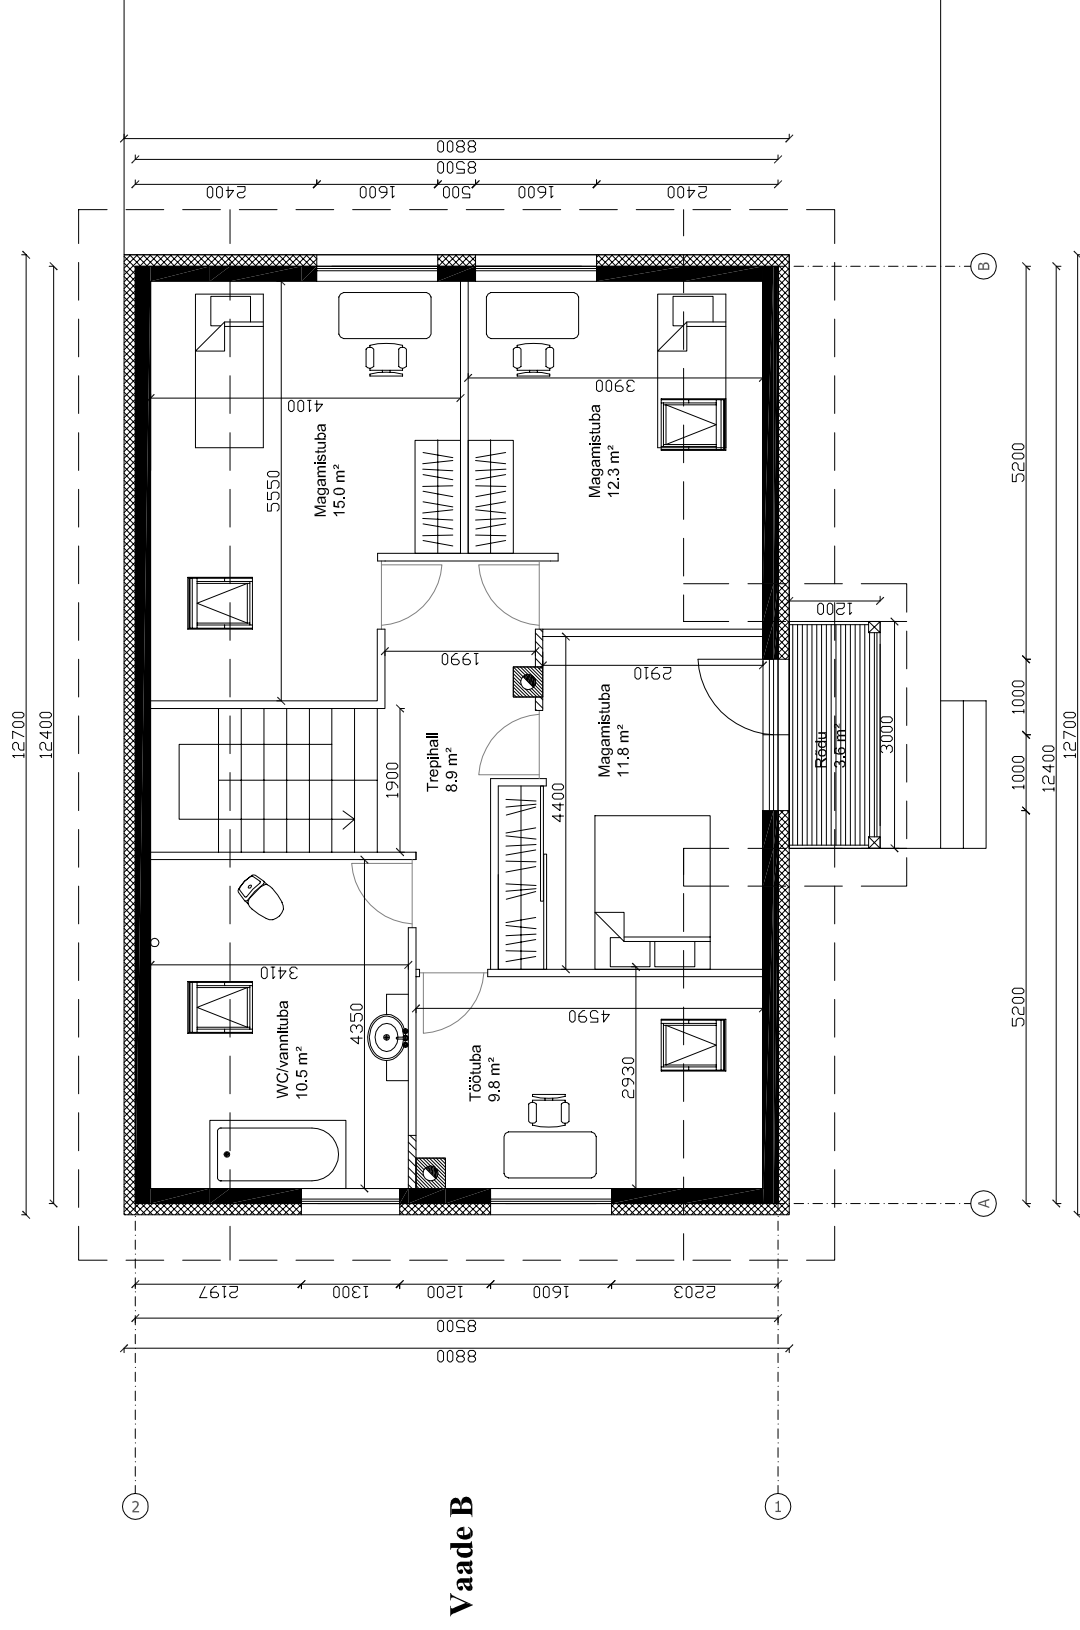 8800
8500
2400
1600
500
1600
2400
12700
12400
B
4100
3900
5550
Magamistuba
15.0 m²
Magamistuba
12.3 m²
5200
1200
1990
2910
Magamistuba
11.8 m²
Trepihall
8.9 m²
1900
4400
Rõdu
3.6 m²
3000
1000
1000
12400
12700
3410
4350
4590
WC/vannituba
10.5 m²
Töötuba
9.8 m²
2930
5200
A
2197
1300
1200
1600
2203
8500
8800
2
1
Vaade B